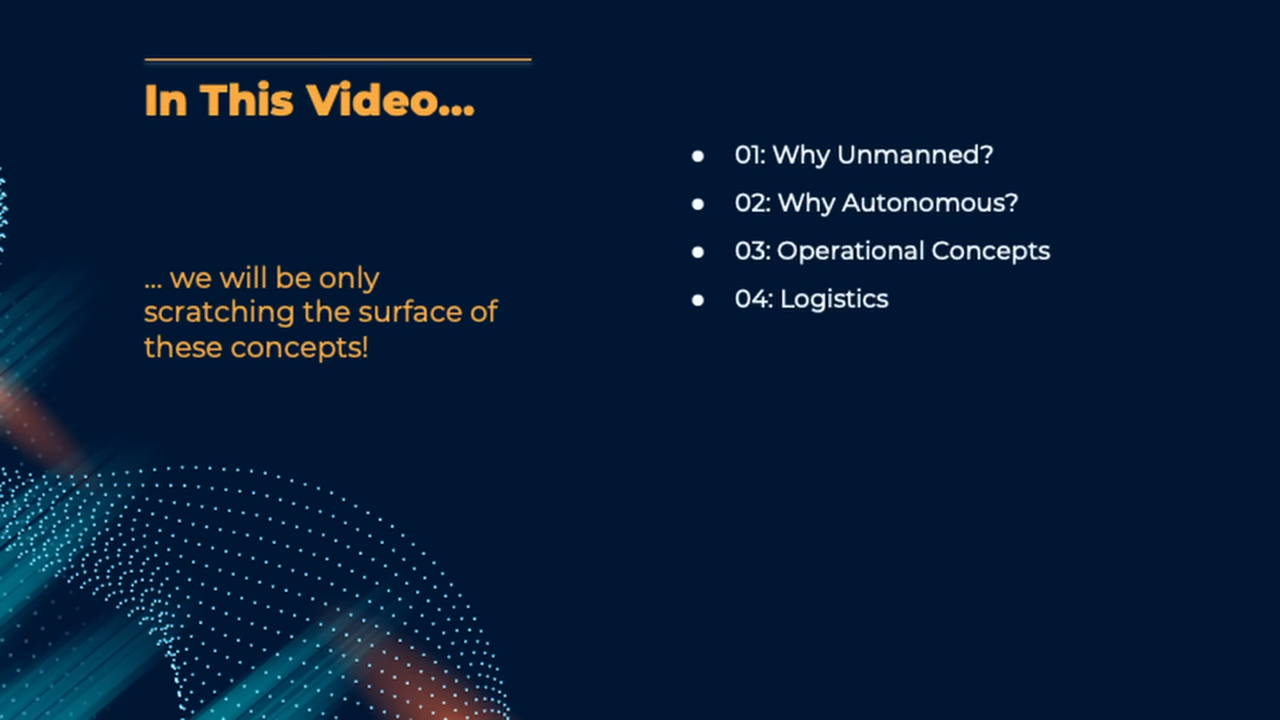 In This Video...
... we will be only
scratching the surface of
these concepts!
● 01: Why Unmanned?
● 02: Why Autonomous?
● 03: Operational Concepts
● 04: Logistics